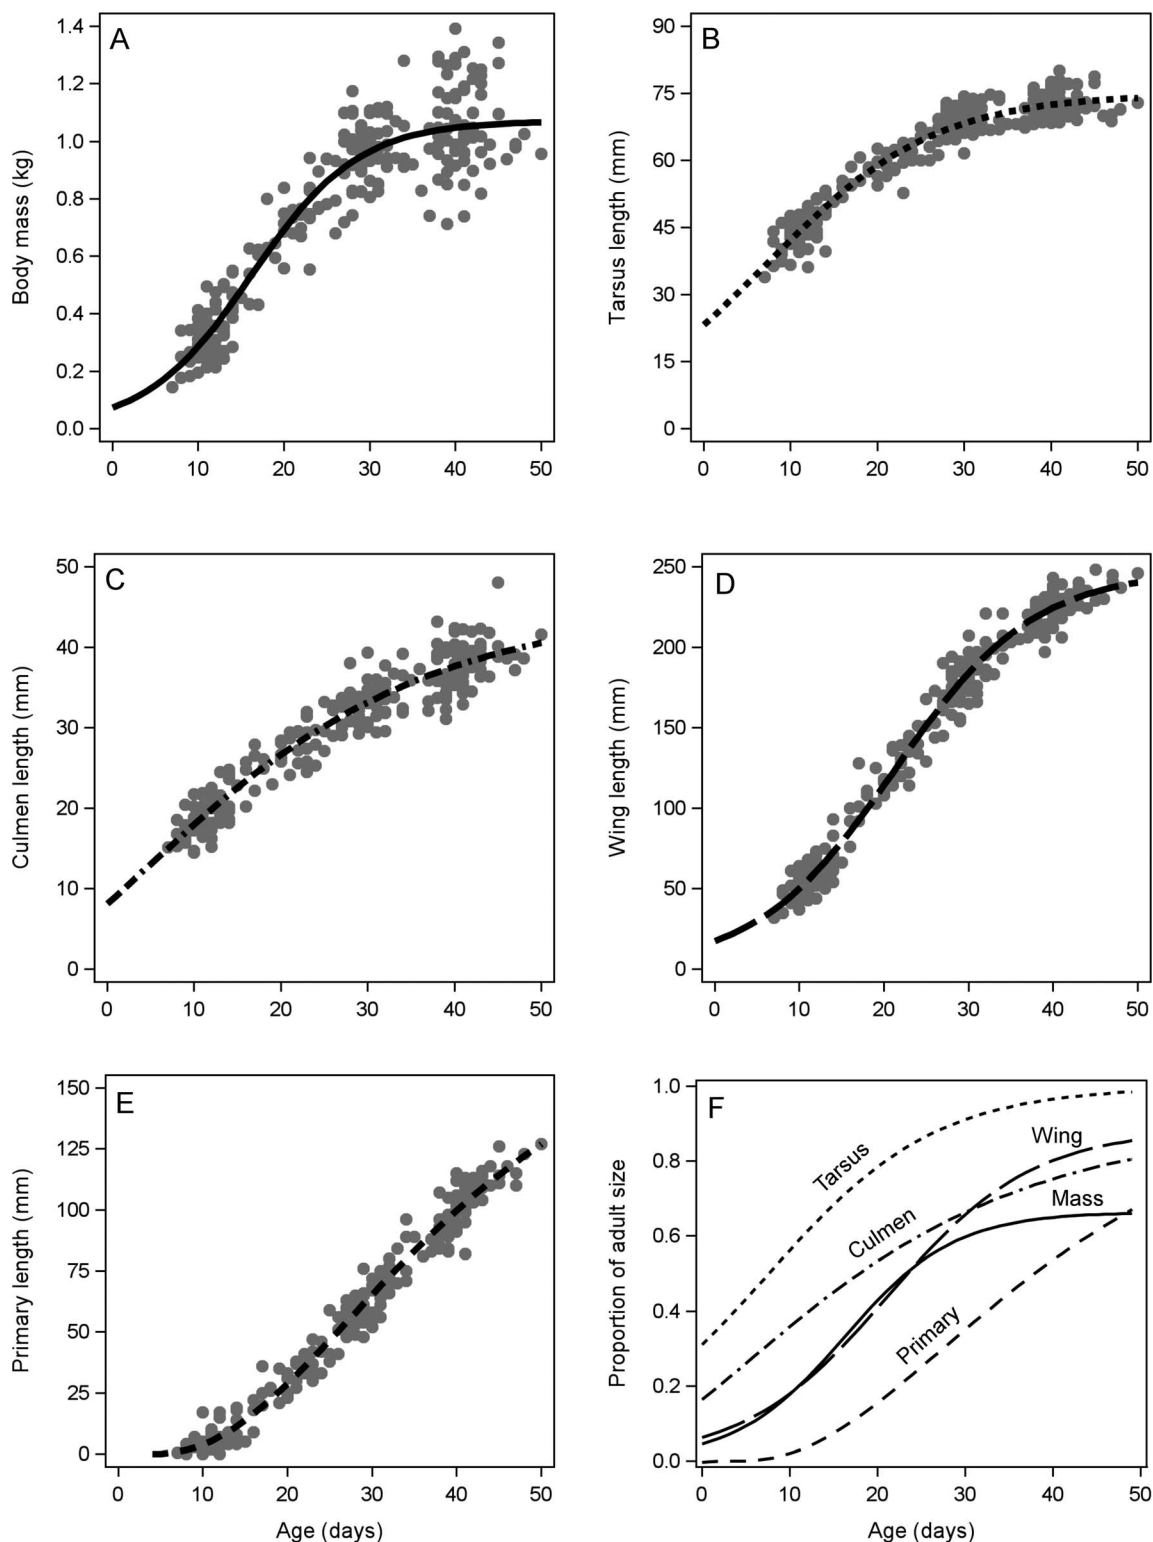 A
Body mass (kg)
1.4
1.2
1.0
0.8
0.6
0.4
0.2
0.0
0 10 20 30 40 50
B
Tarsus length (mm)
90
75
60
45
30
15
0
0 10 20 30 40 50
C
Culmen length (mm)
50
40
30
20
10
0
0 10 20 30 40 50
D
Wing length (mm)
250
200
150
100
50
0
0 10 20 30 40 50
E
Primary length (mm)
150
125
100
75
50
25
0
0 10 20 30 40 50
Age (days)
F
Proportion of adult size
1.0
0.8
0.6
0.4
0.2
0.0
Tarsus
Wing
Culmen
Mass
Primary
0 10 20 30 40 50
Age (days)